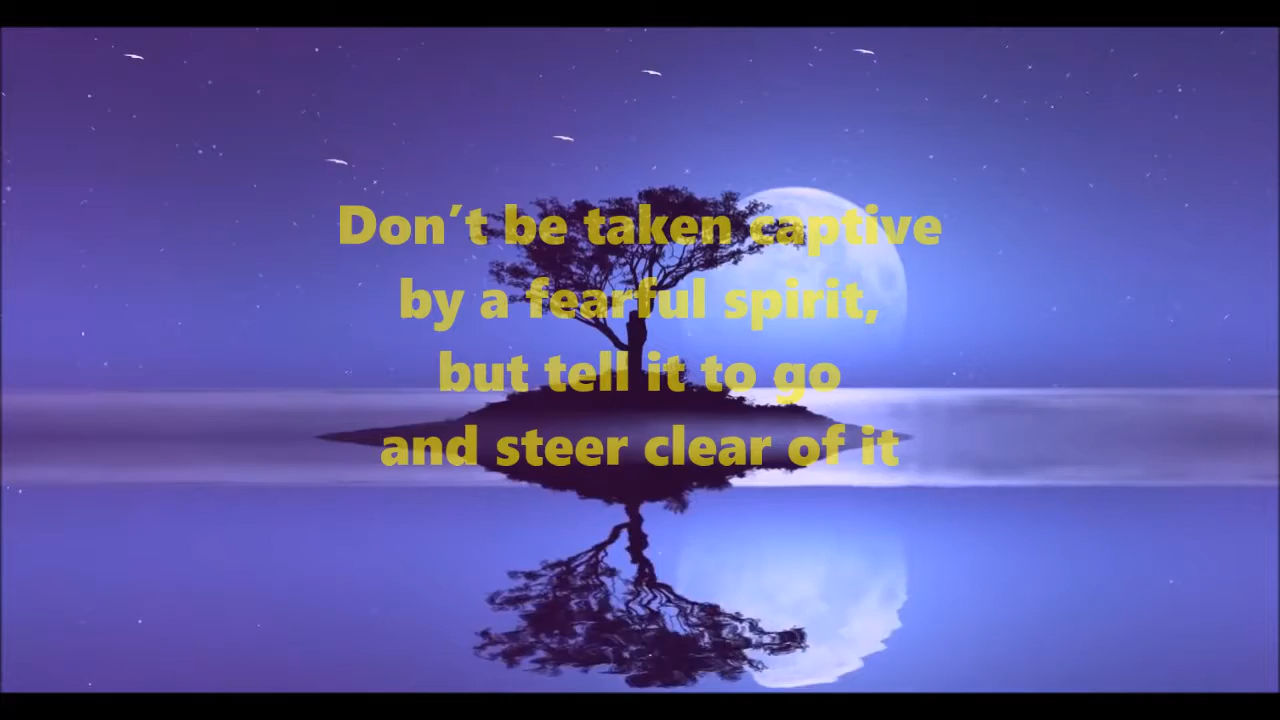 Don’t be taken captive
by a fearful spirit,
but tell it to go
and steer clear of it